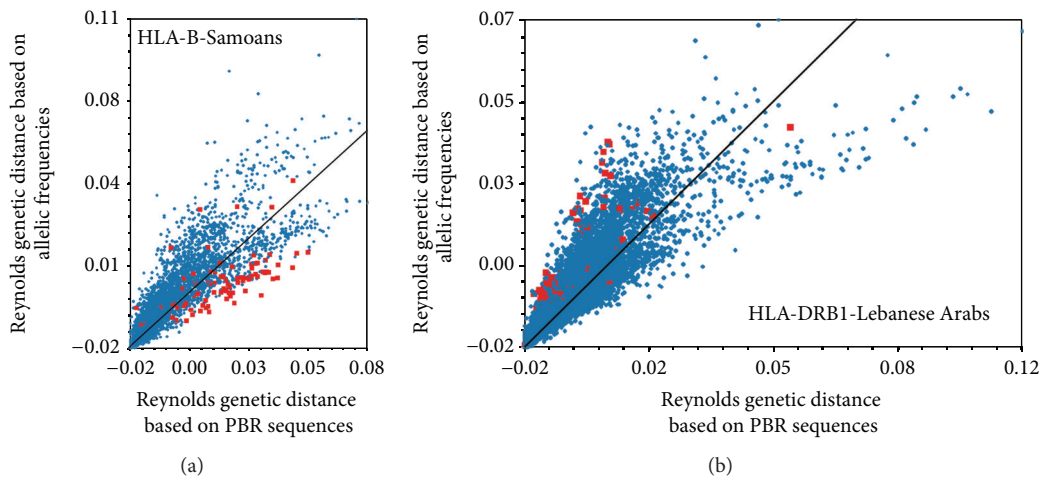 Reynolds genetic distance based on
allelic frequencies
0.11
0.08
0.04
0.01
−0.02
HLA-B-Samoans
−0.02
0.00
0.05
0.08
Reynolds genetic distance
based on PBR sequences
(a)
Reynolds genetic distance based on
allelic frequencies
0.07
0.05
0.03
0.00
−0.02
HLA-DRB1-Lebanese Arabs
−0.02
0.02
0.05
0.08
0.12
Reynolds genetic distance
based on PBR sequences
(b)